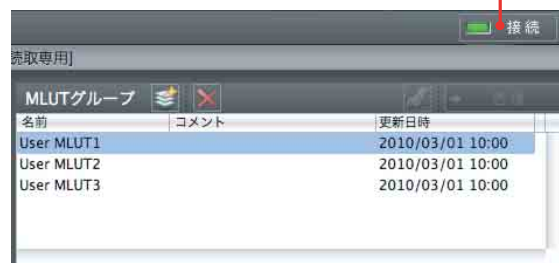 接続
読取専用]
MLUTグループ
名前 コメント 更新日時
User MLUT1 2010/03/01 10:00
User MLUT2 2010/03/01 10:00
User MLUT3 2010/03/01 10:00